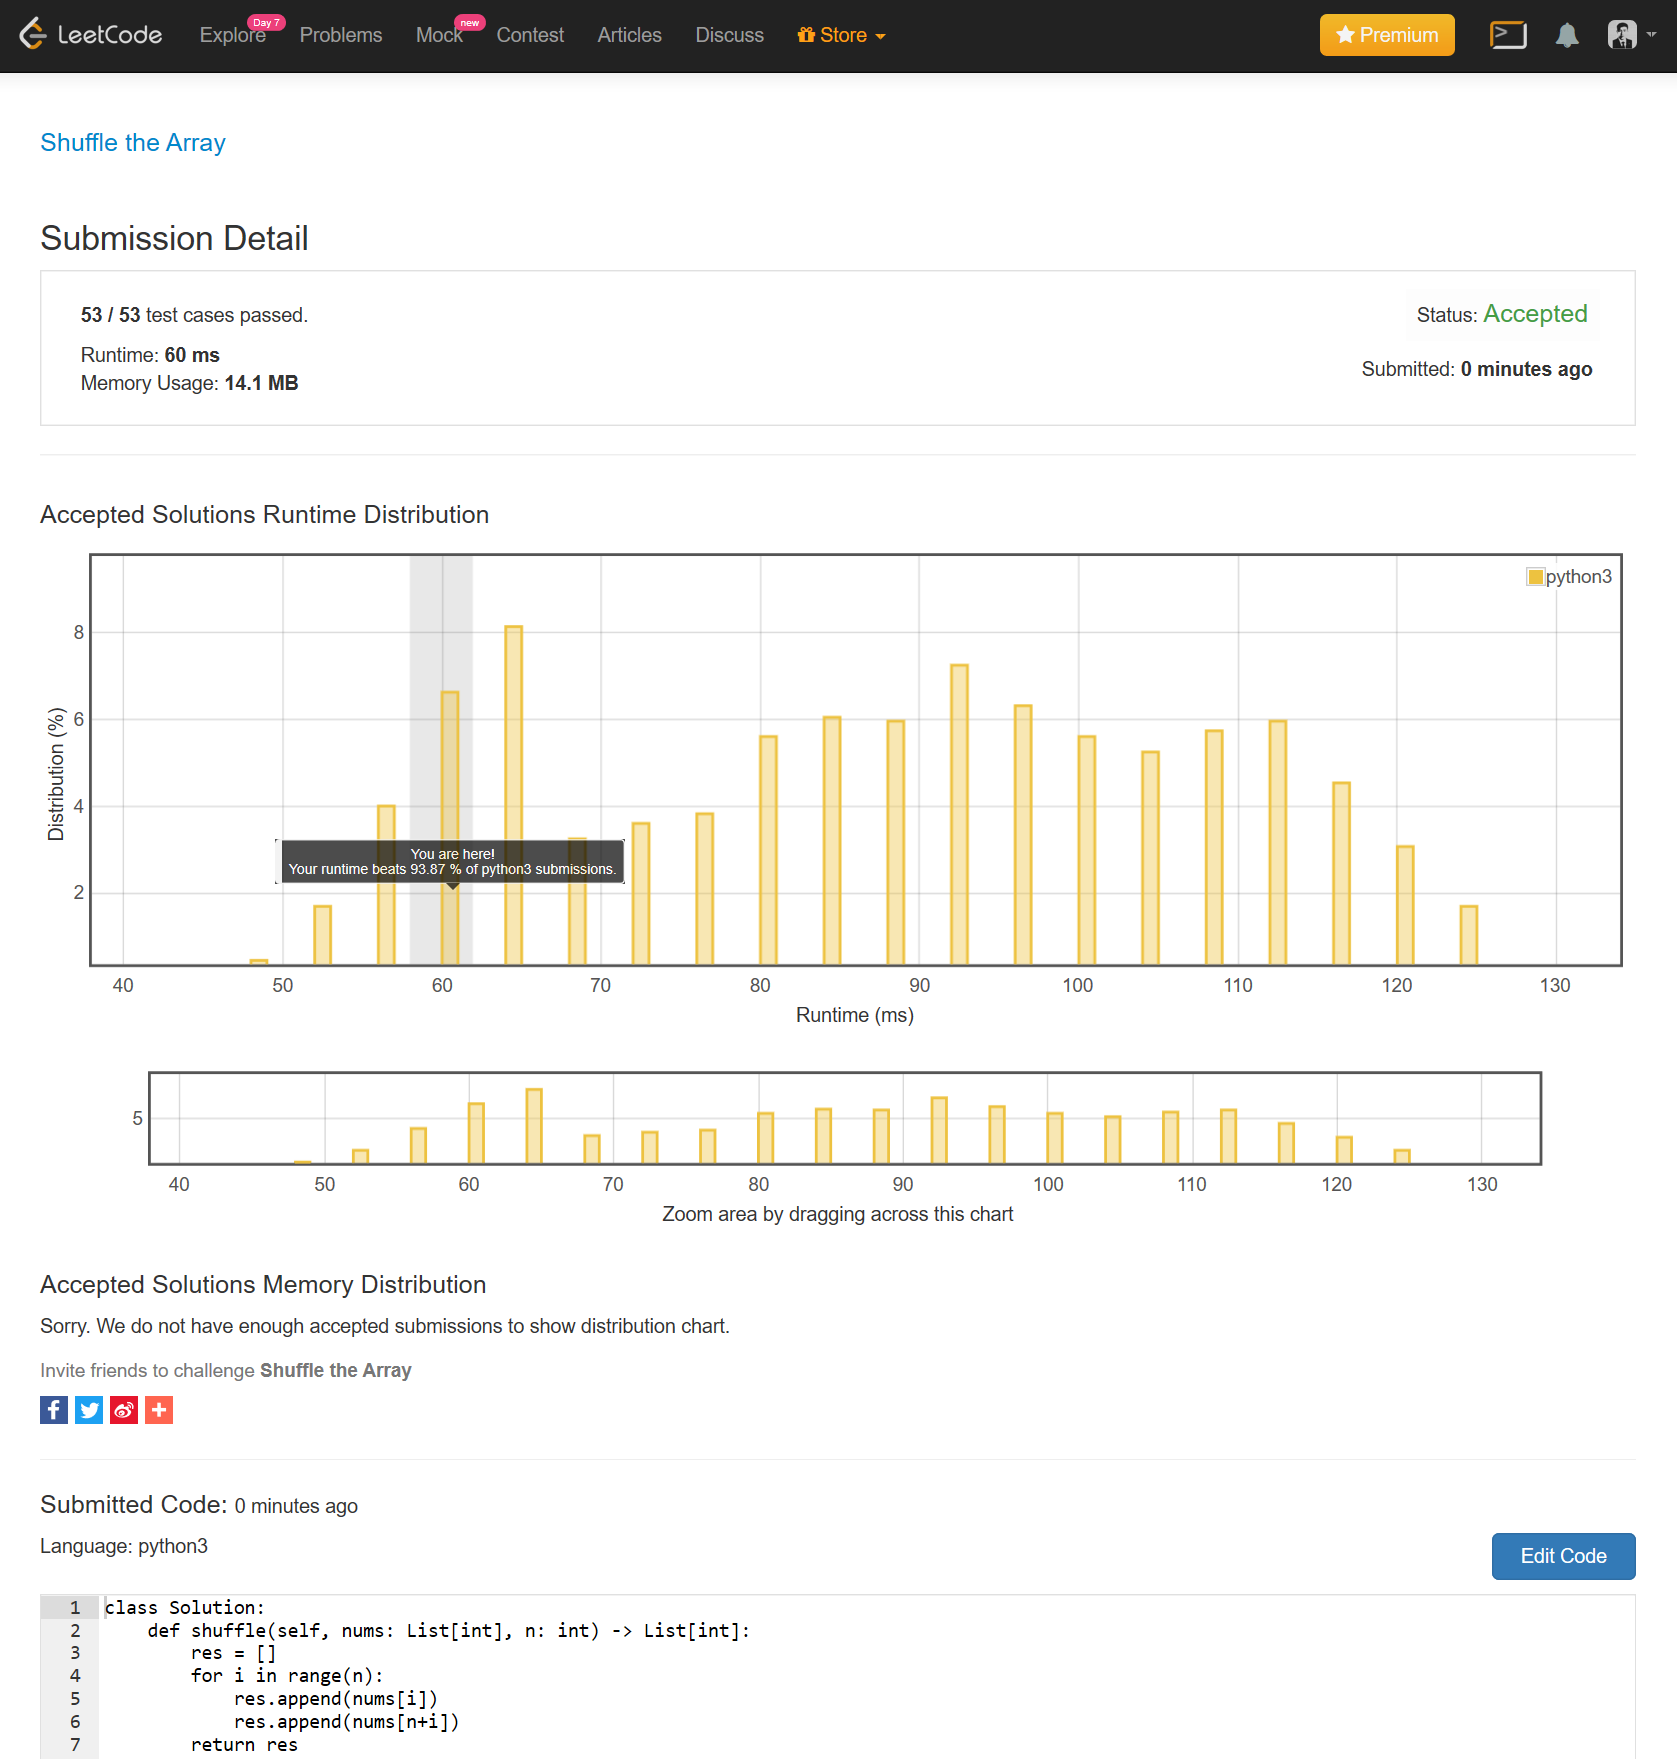 LeetCode Explore Day 7 Problems Mock new Contest Articles Discuss Store Premium
Shuffle the Array
Submission Detail
53 / 53 test cases passed.
Status: Accepted
Runtime: 60 ms
Submitted: 0 minutes ago
Memory Usage: 14.1 MB
Accepted Solutions Runtime Distribution
python3
8
6
4
2
Distribution (%)
You are here!
Your runtime beats 93.87 % of python3 submissions.
40 50 60 70 80 90 100 110 120 130
Runtime (ms)
5
40 50 60 70 80 90 100 110 120 130
Zoom area by dragging across this chart
Accepted Solutions Memory Distribution
Sorry. We do not have enough accepted submissions to show distribution chart.
Invite friends to challenge Shuffle the Array
Submitted Code: 0 minutes ago
Language: python3
Edit Code
1 class Solution:
2     def shuffle(self, nums: List[int], n: int) -> List[int]:
3         res = []
4         for i in range(n):
5             res.append(nums[i])
6             res.append(nums[n+i])
7         return res